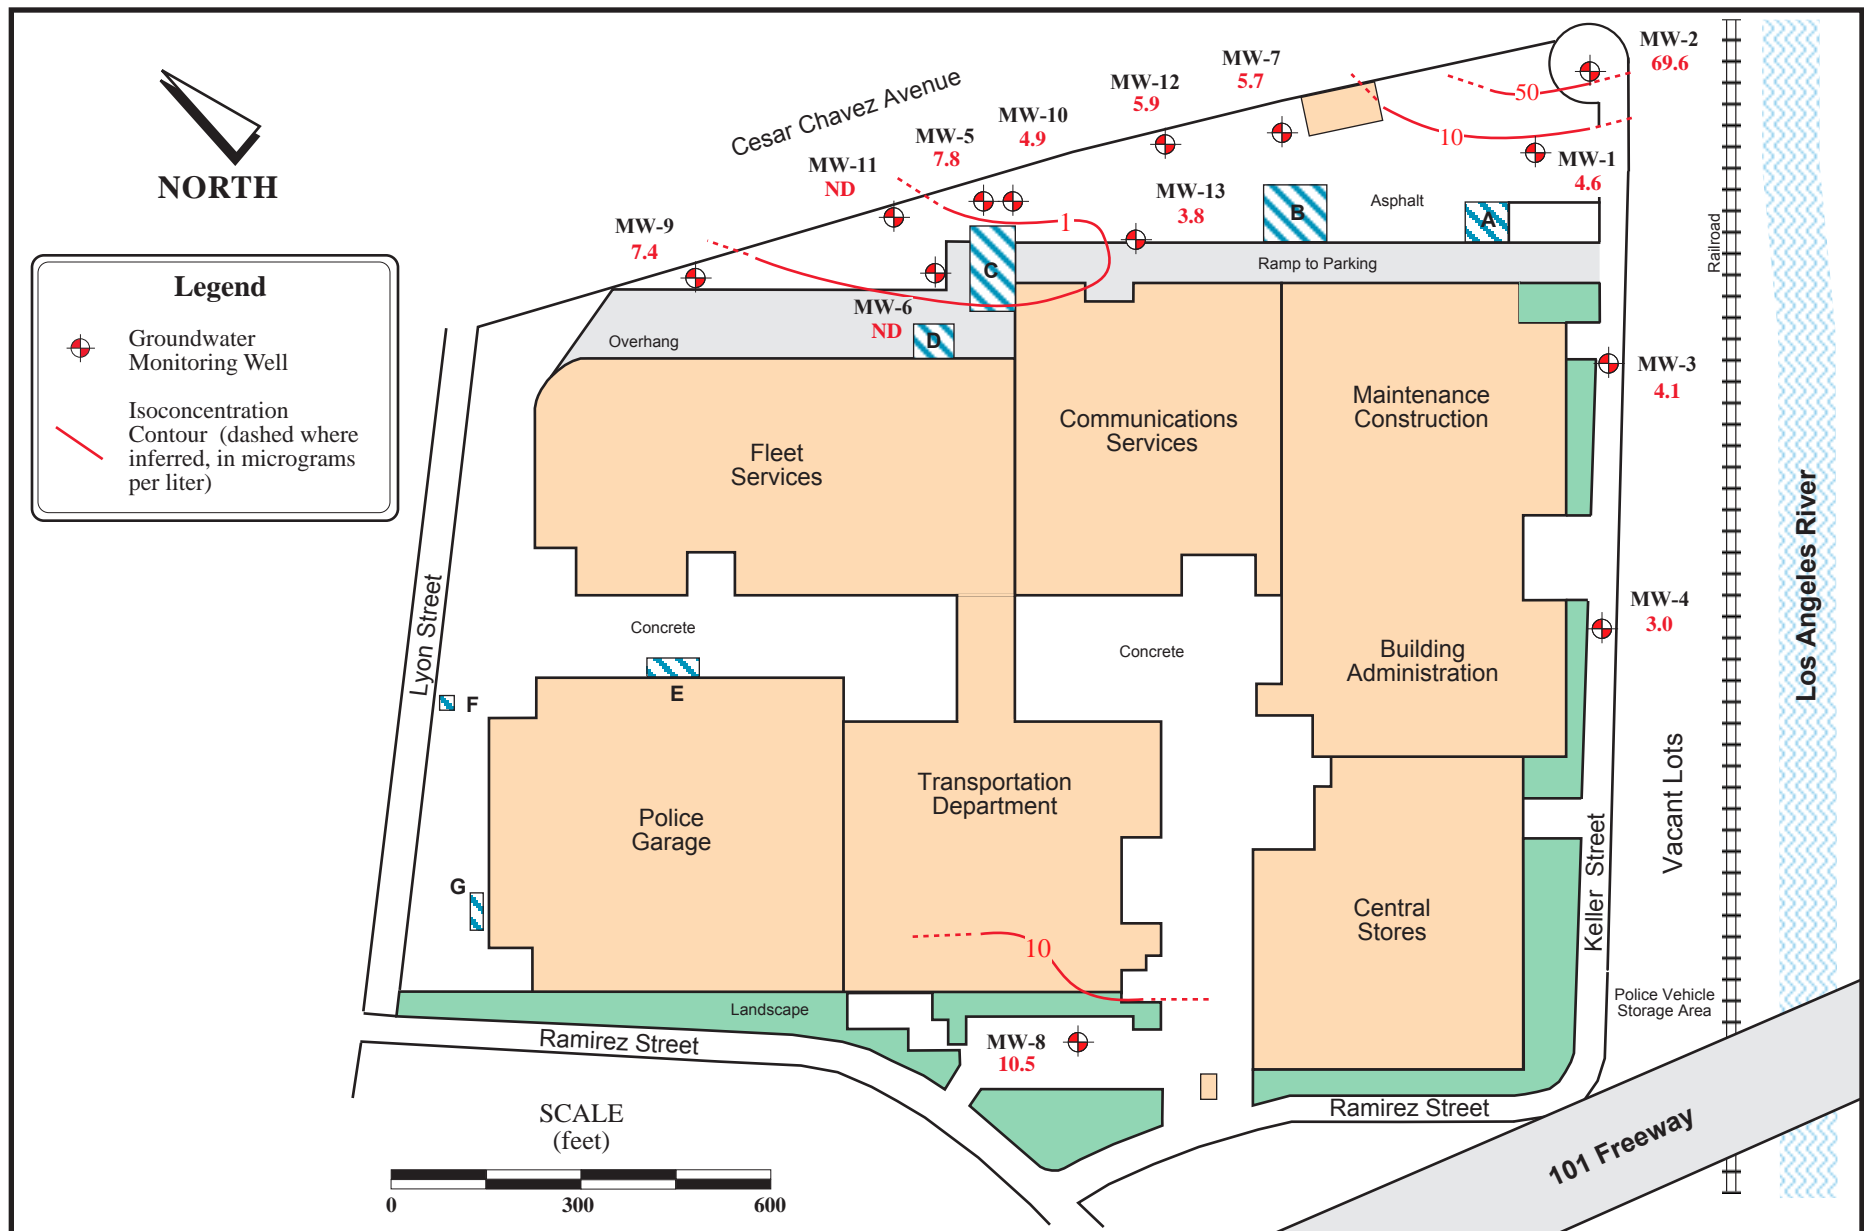 NORTH
Cesar Chavez Avenue
MW-2
69.6
MW-7
5.7
MW-12
5.9
MW-10
4.9
MW-5
7.8
MW-11
ND
MW-9
7.4
50
10
MW-1
4.6
MW-13
3.8
1
Asphalt
A
B
C
D
Ramp to Parking
Railroad
MW-6
ND
Overhang
Legend
Groundwater
Monitoring Well
Isoconcentration
Contour (dashed where
inferred, in micrograms
per liter)
MW-3
4.1
Fleet
Services
Communications
Services
Maintenance
Construction
Los Angeles River
Lyon Street
Concrete
Concrete
MW-4
3.0
Building
Administration
E
F
G
Police
Garage
Transportation
Department
Central
Stores
Keller Street
Vacant Lots
10
Landscape
Police Vehicle
Storage Area
Ramirez Street
MW-8
10.5
Ramirez Street
101 Freeway
SCALE
(feet)
0
300
600